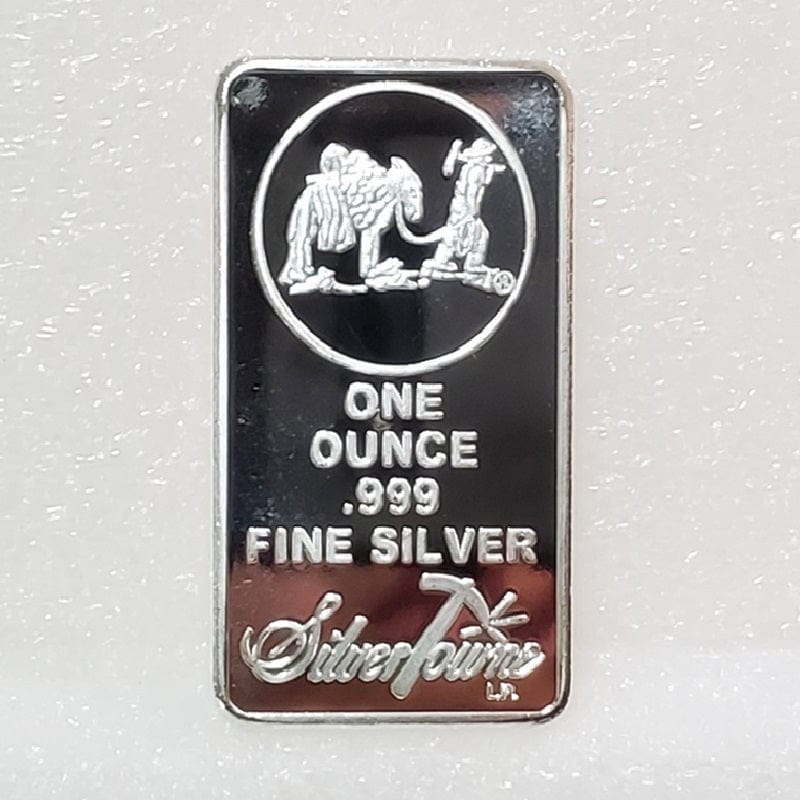 ®
ONE
OUNCE
.999
FINE SILVER
SilverTowne
L.P.